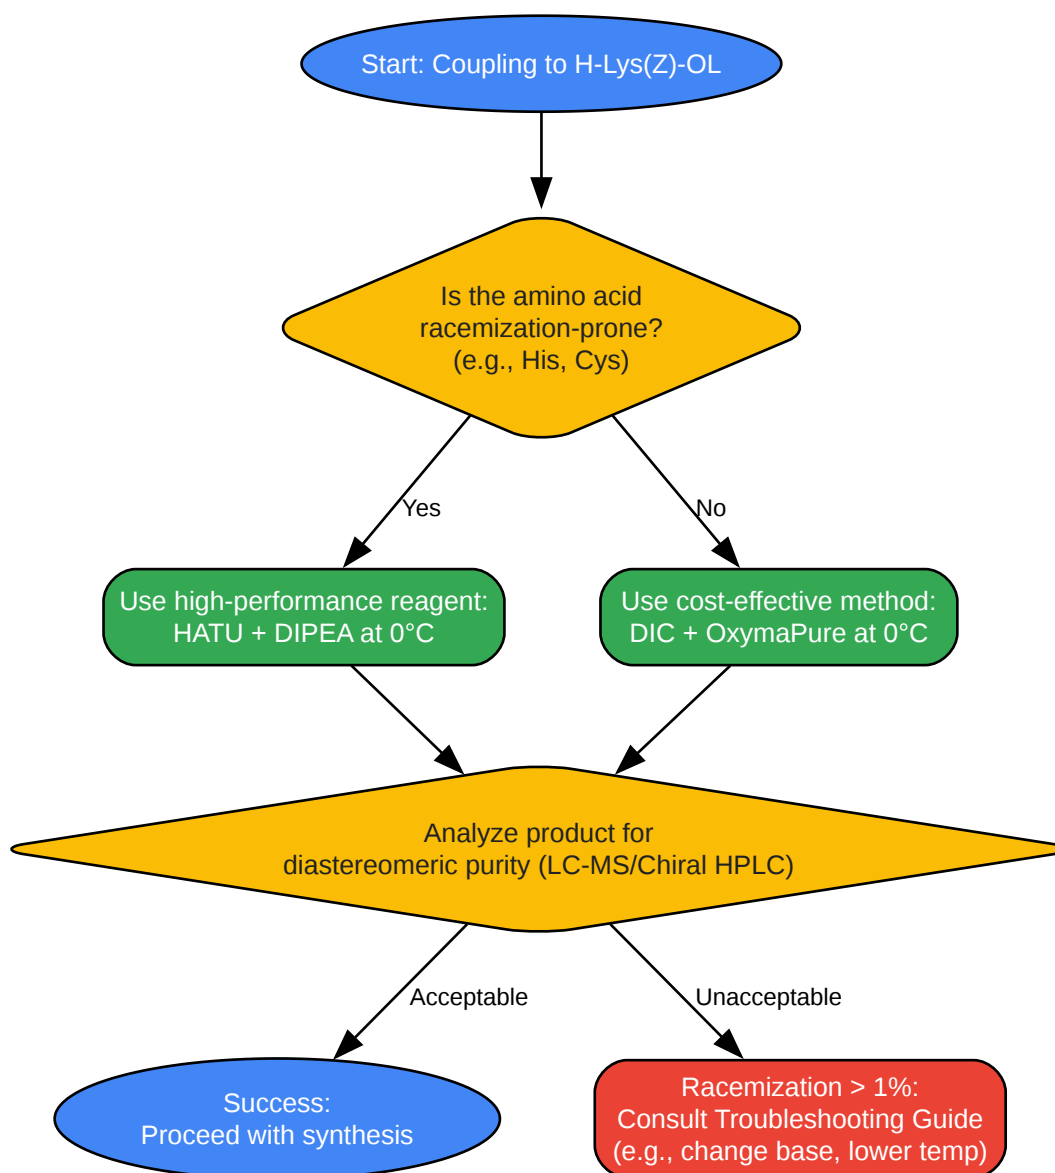 Start: Coupling to H-Lys(Z)-OL
Is the amino acid
racemization-prone?
(e.g., His, Cys)
Yes
No
Use high-performance reagent:
HATU + DIPEA at 0°C
Use cost-effective method:
DIC + OxymaPure at 0°C
Analyze product for
diastereomeric purity (LC-MS/Chiral HPLC)
Acceptable
Unacceptable
Success:
Proceed with synthesis
Racemization > 1%:
Consult Troubleshooting Guide
(e.g., change base, lower temp)